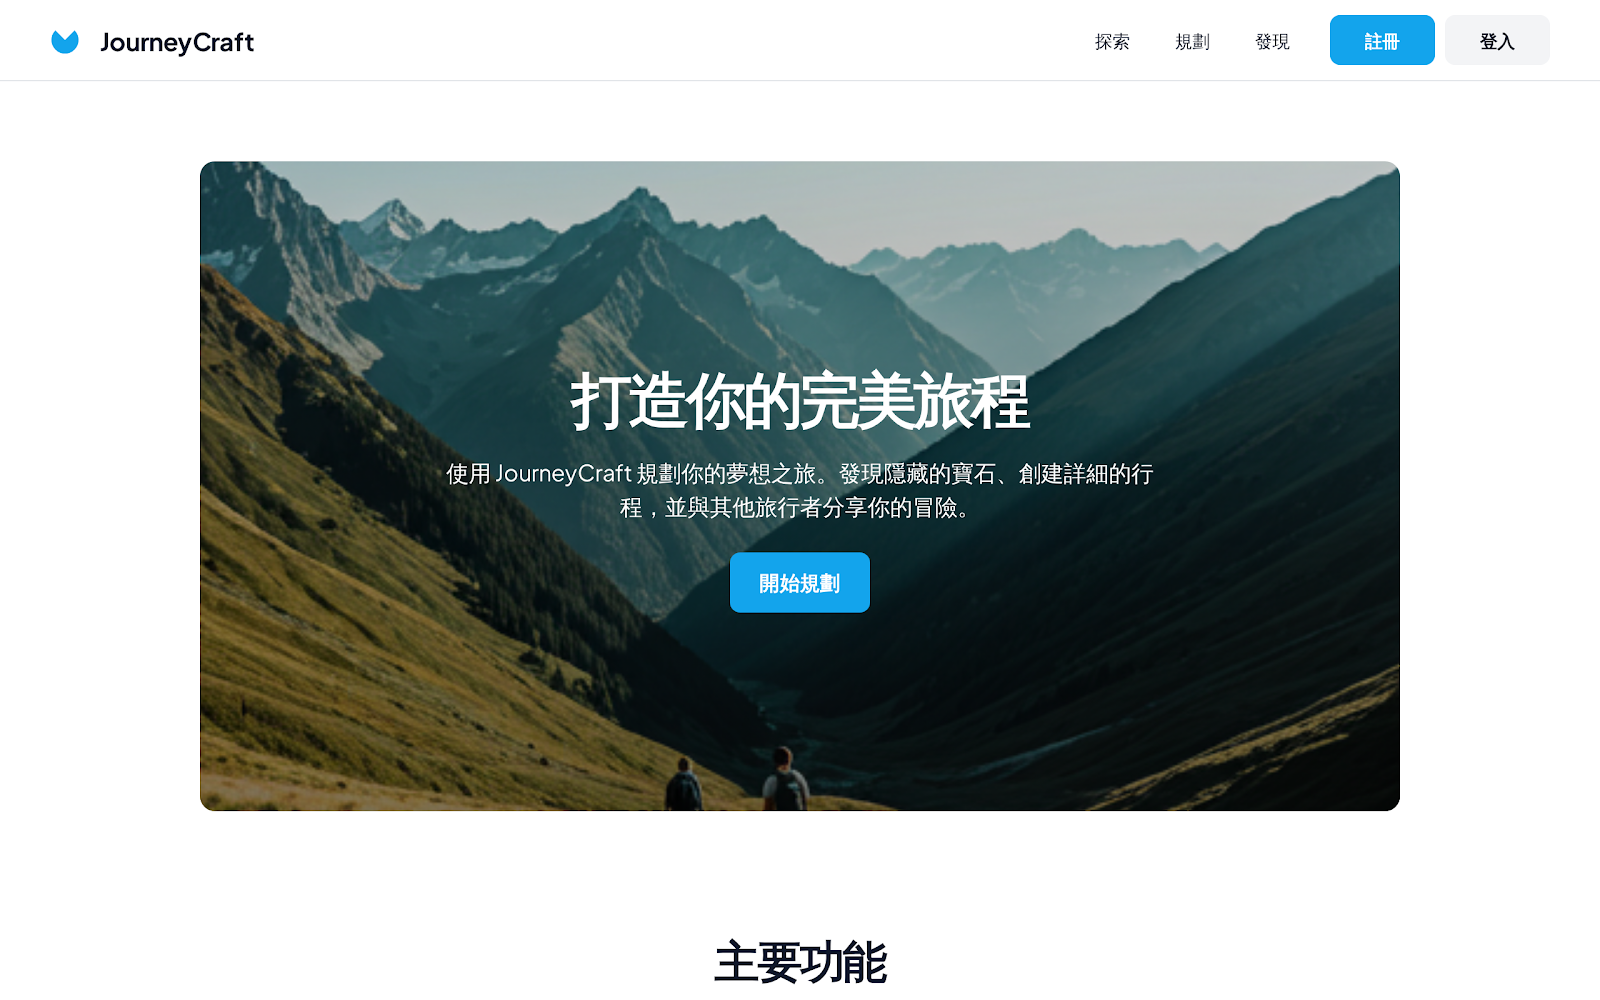 JourneyCraft
探索
規劃
發現
註冊
登入
打造你的完美旅程
使用 JourneyCraft 規劃你的夢想之旅。發現隱藏的寶石、創建詳細的行
程，並與其他旅行者分享你的冒險。
開始規劃
主要功能